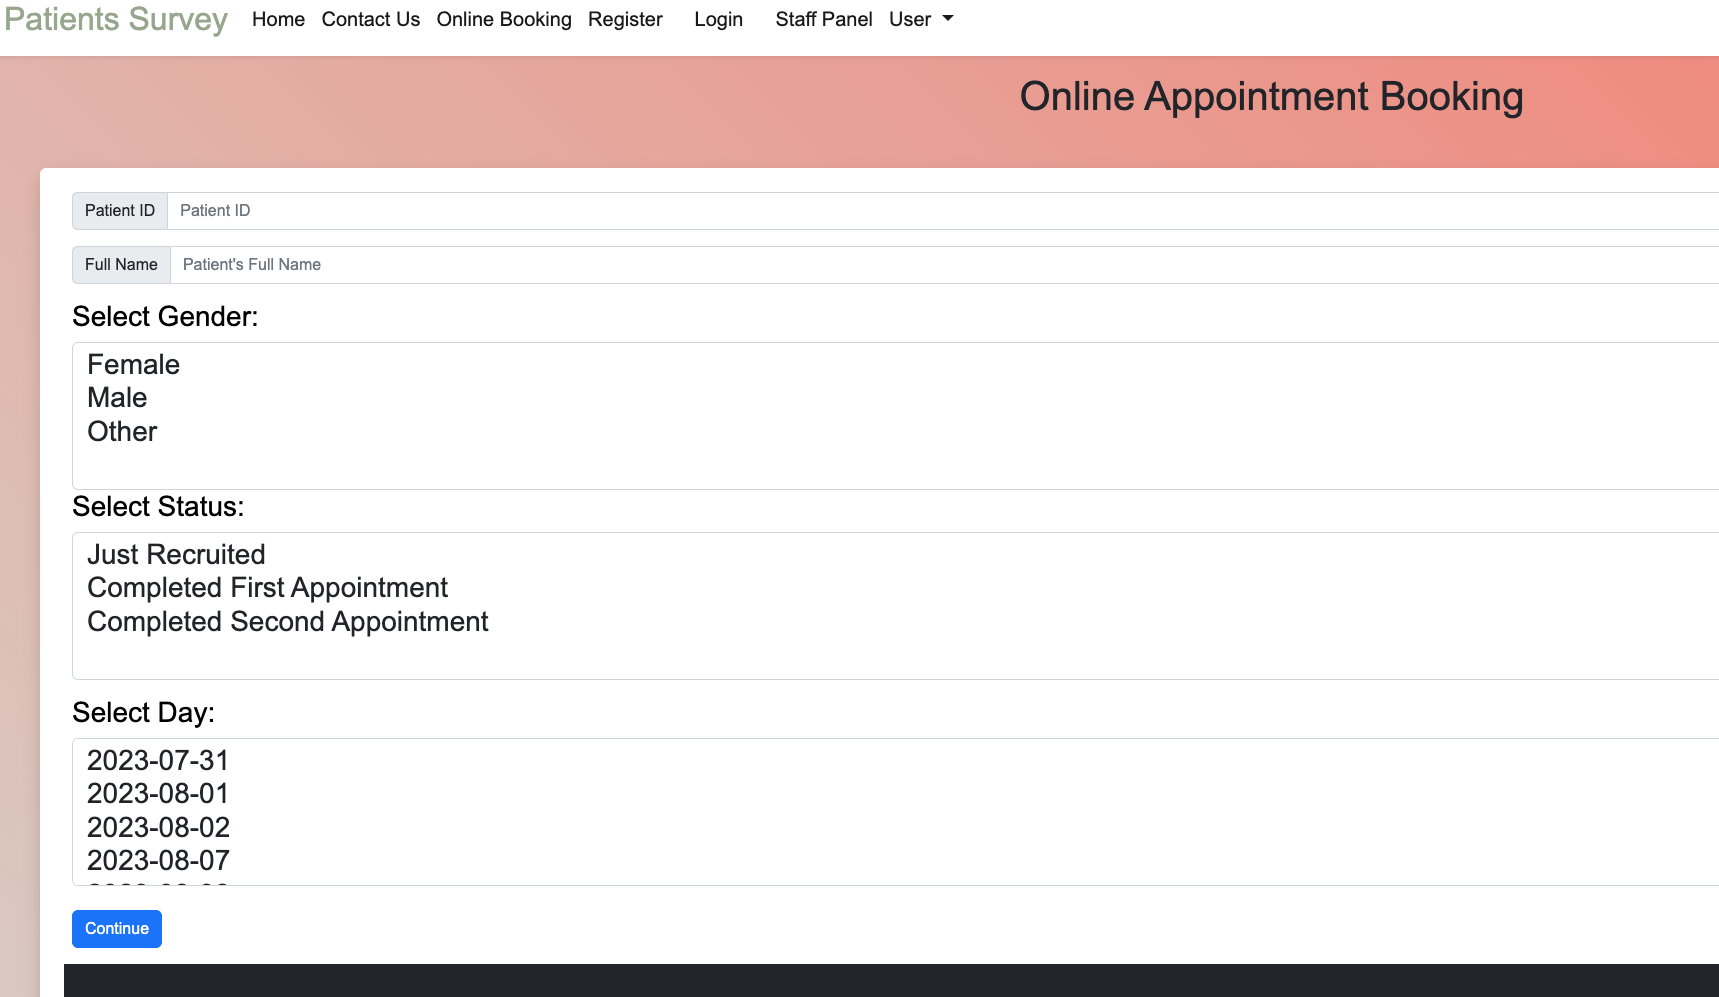 Patients Survey Home Contact Us Online Booking Register Login Staff Panel User
Online Appointment Booking
Patient ID Patient ID
Full Name Patient's Full Name
Select Gender:
Female
Male
Other
Select Status:
Just Recruited
Completed First Appointment
Completed Second Appointment
Select Day:
2023-07-31
2023-08-01
2023-08-02
2023-08-07
Continue